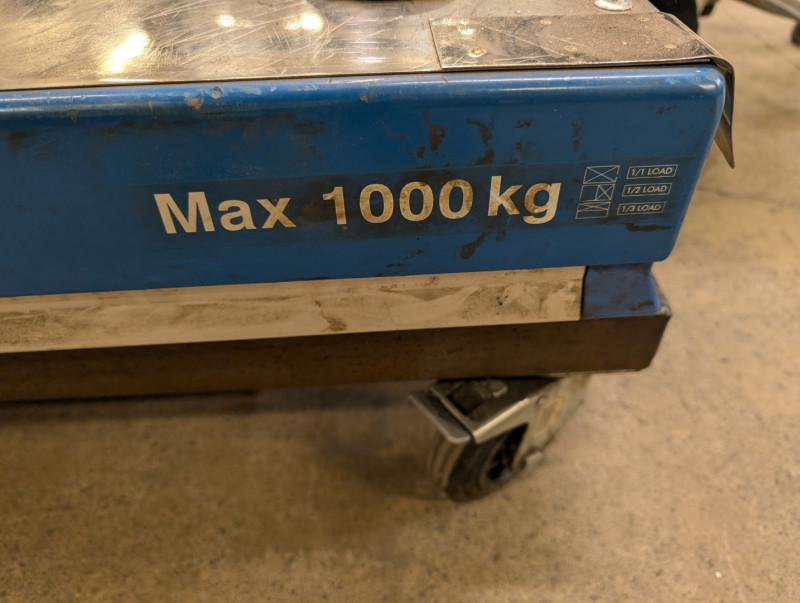 Max 1000 kg
1/1 LOAD
1/2 LOAD
1/3 LOAD